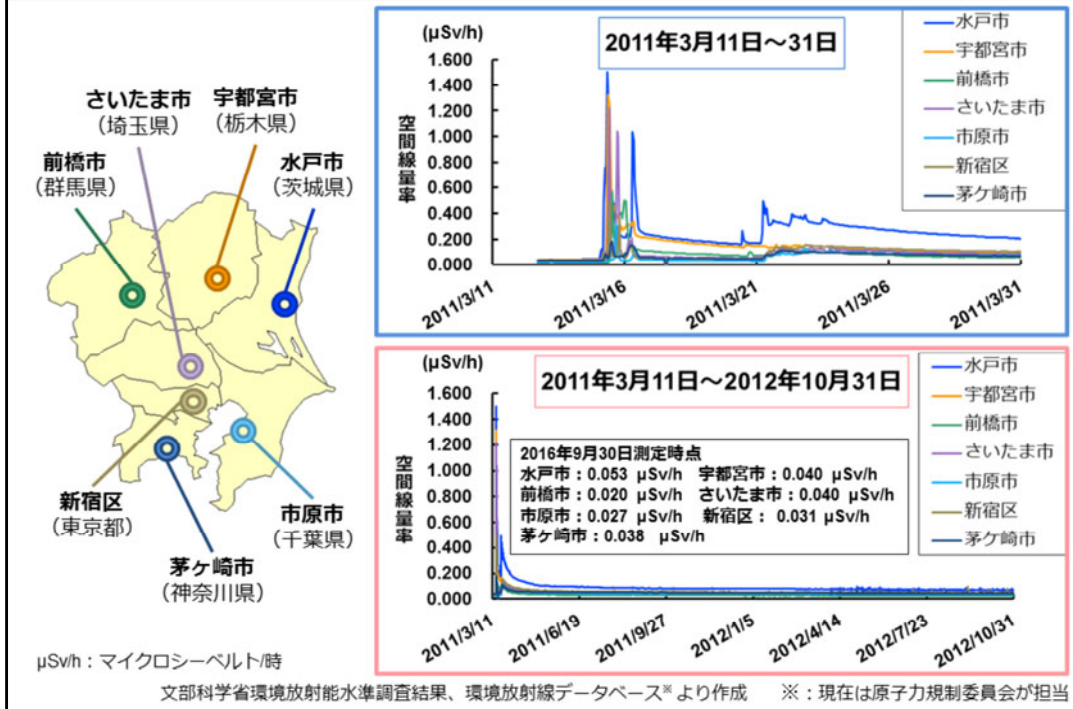 さいたま市
(埼玉県)
宇都宮市
(栃木県)
前橋市
(群馬県)
水戸市
(茨城県)
新宿区
(東京都)
市原市
(千葉県)
茅ヶ崎市
(神奈川県)
μSv/h：マイクロシーベルト/時
(μSv/h)
2011年3月11日～31日
空間線量率
1.600
1.400
1.200
1.000
0.800
0.600
0.400
0.200
0.000
2011/3/11
2011/3/16
2011/3/21
2011/3/26
2011/3/31
水戸市
宇都宮市
前橋市
さいたま市
市原市
新宿区
茅ケ崎市
(μSv/h)
2011年3月11日～2012年10月31日
空間線量率
1.600
1.400
1.200
1.000
0.800
0.600
0.400
0.200
0.000
2016年9月30日測定時点
水戸市：0.053 μSv/h 宇都宮市：0.040 μSv/h
前橋市：0.020 μSv/h さいたま市：0.040 μSv/h
市原市：0.027 μSv/h 新宿区： 0.031 μSv/h
茅ヶ崎市：0.038 μSv/h
2011/3/11
2011/6/19
2011/9/27
2012/1/5
2012/4/14
2012/7/23
2012/10/31
水戸市
宇都宮市
前橋市
さいたま市
市原市
新宿区
茅ケ崎市
文部科学省環境放射能水準調査結果、環境放射線データベース※より作成 ※：現在は原子力規制委員会が担当